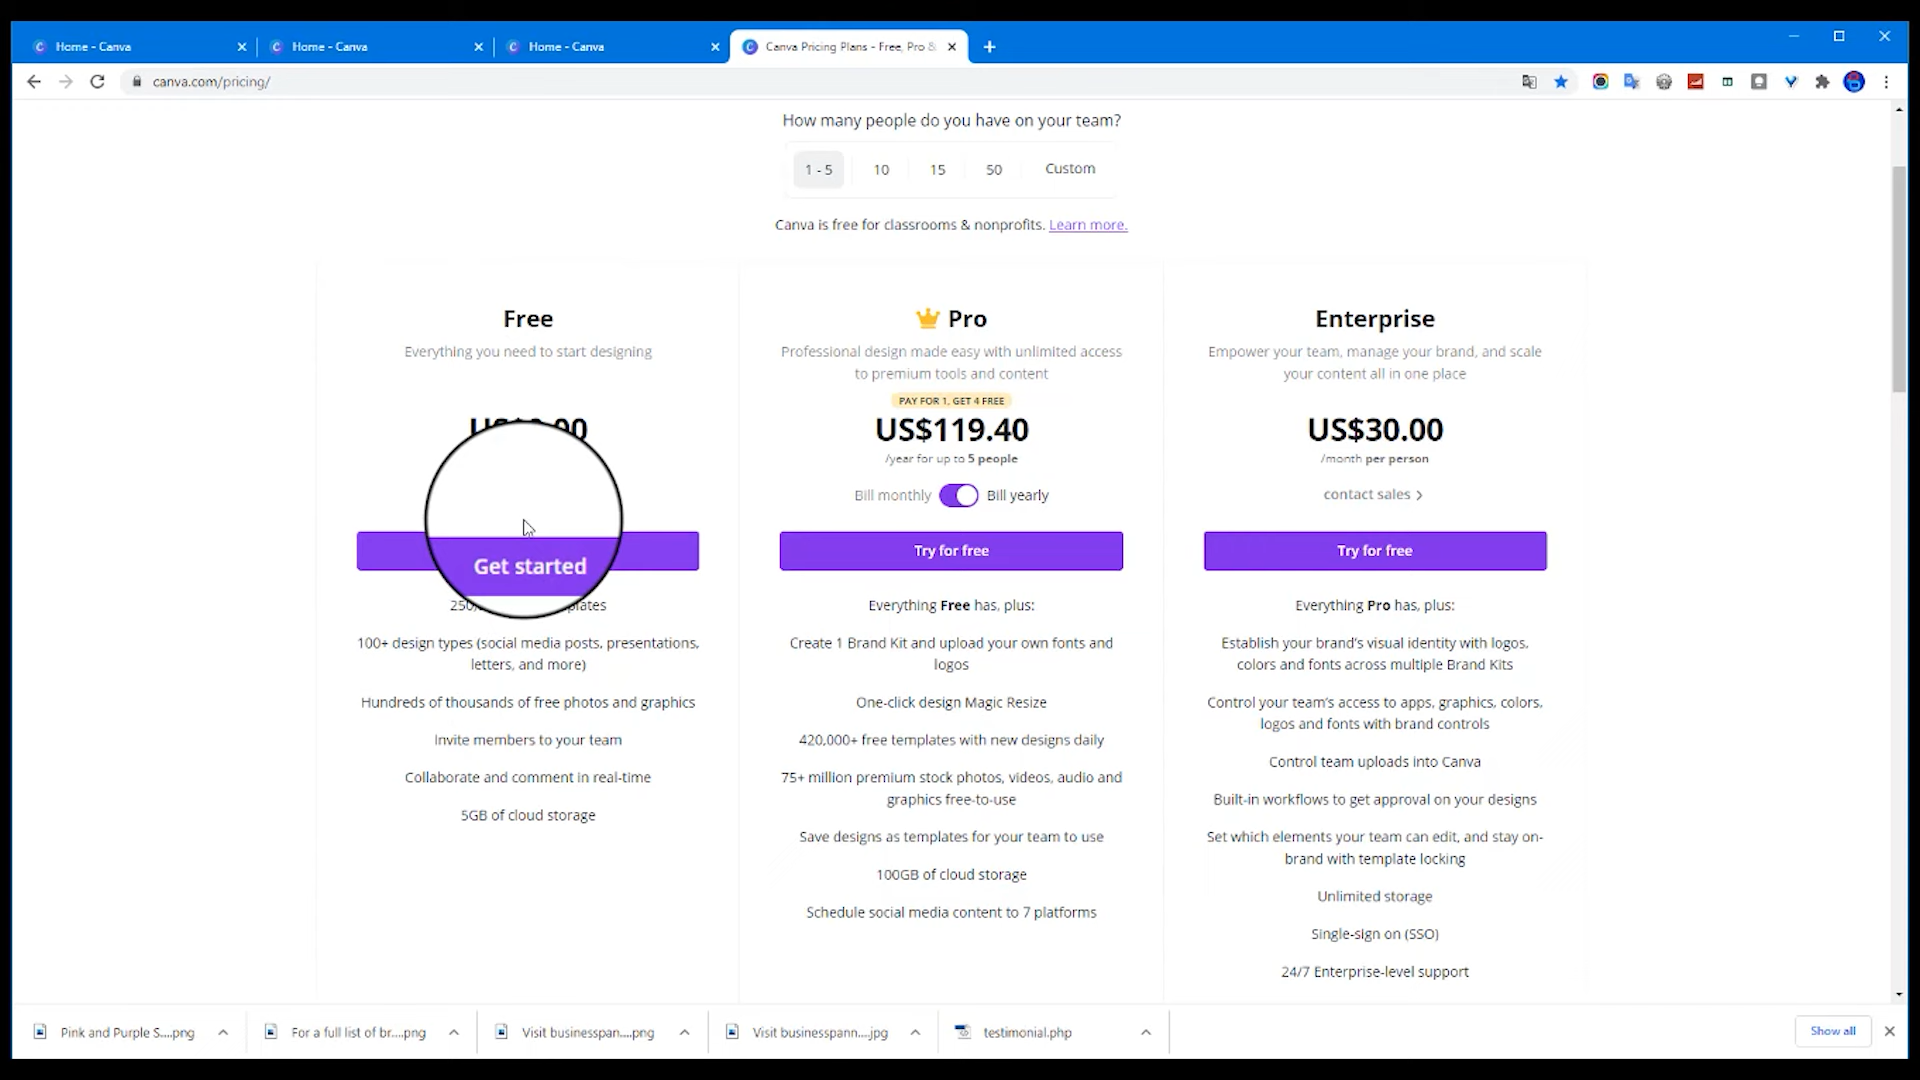 Home - Canva
Home - Canva
Home - Canva
Canva Pricing Plans - Free, Pro &
canva.com/pricing/
How many people do you have on your team?
1 - 5
10
15
50
Custom
Canva is free for classrooms & nonprofits. Learn more.
Free
Everything you need to start designing
Get started
100+ design types (social media posts, presentations,
letters, and more)
Hundreds of thousands of free photos and graphics
Invite members to your team
Collaborate and comment in real-time
5GB of cloud storage
Pro
Professional design made easy with unlimited access
to premium tools and content
PAY FOR 1, GET 4 FREE
US$119.40
/year for up to 5 people
Bill monthly
Bill yearly
Try for free
Everything Free has, plus:
Create 1 Brand Kit and upload your own fonts and
logos
One-click design Magic Resize
420,000+ free templates with new designs daily
75+ million premium stock photos, videos, audio and
graphics free-to-use
Save designs as templates for your team to use
100GB of cloud storage
Schedule social media content to 7 platforms
Enterprise
Empower your team, manage your brand, and scale
your content all in one place
US$30.00
/month per person
contact sales
Try for free
Everything Pro has, plus:
Establish your brand's visual identity with logos,
colors and fonts across multiple Brand Kits
Control your team's access to apps, graphics, colors,
logos and fonts with brand controls
Control team uploads into Canva
Built-in workflows to get approval on your designs
Set which elements your team can edit, and stay on-
brand with template locking
Unlimited storage
Single-sign on (SSO)
24/7 Enterprise-level support
Pink and Purple S....png
For a full list of br....png
Visit businesspan....png
Visit businesspann....jpg
testimonial.php
Show all